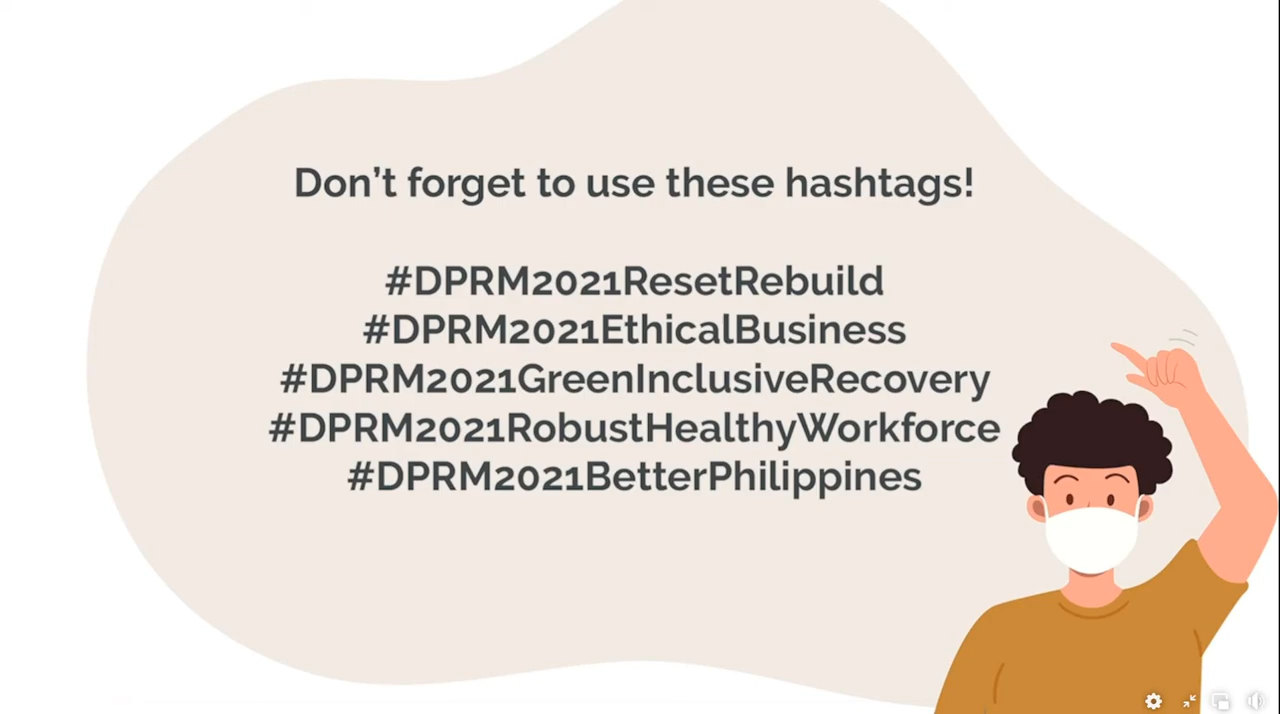 Don’t forget to use these hashtags!
#DPRM2021ResetRebuild
#DPRM2021EthicalBusiness
#DPRM2021GreenInclusiveRecovery
#DPRM2021RobustHealthyWorkforce
#DPRM2021BetterPhilippines